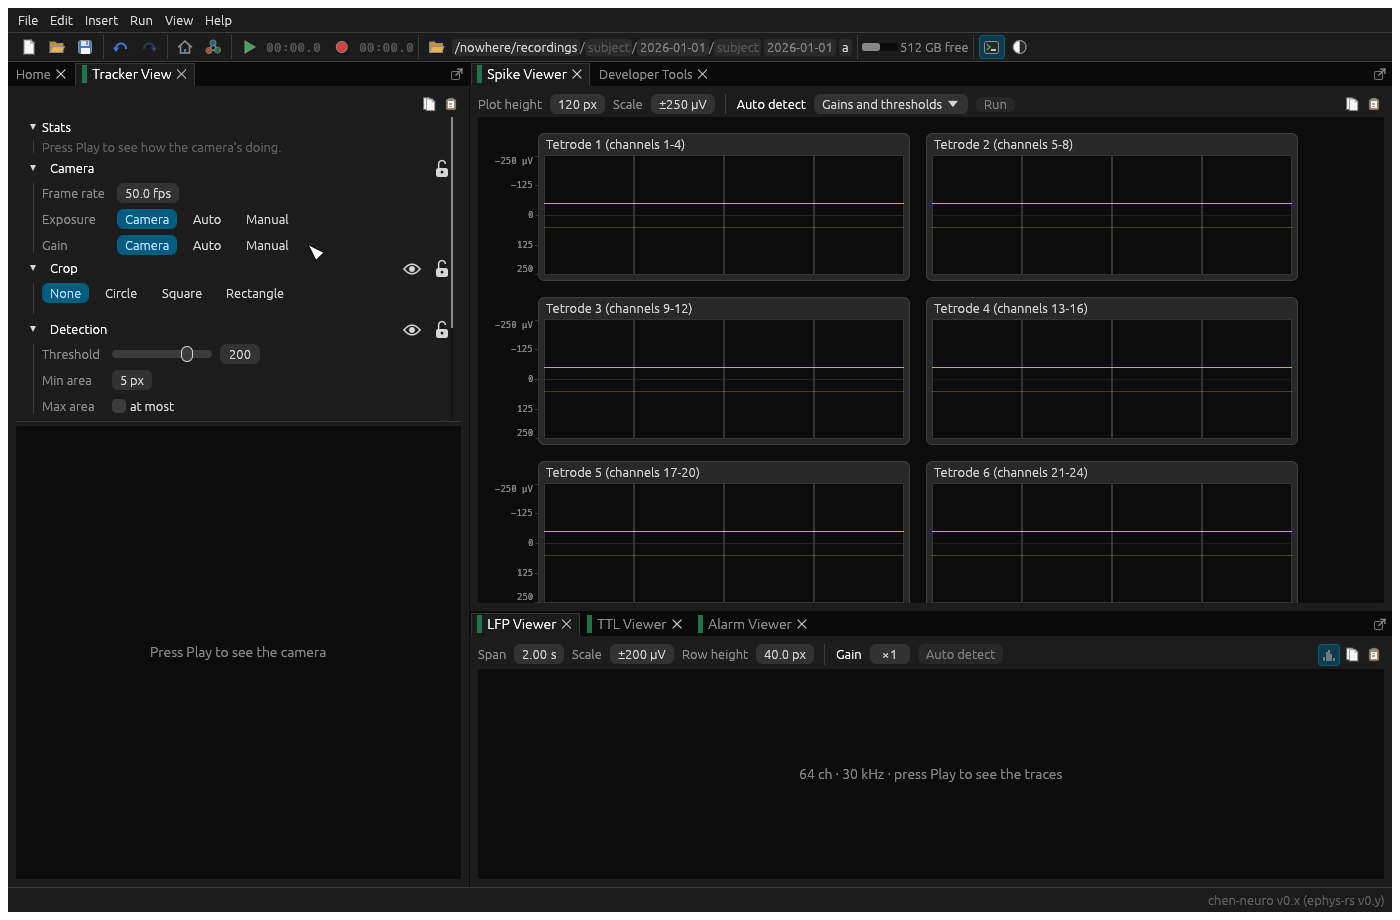 File Edit Insert Run View Help
00:00.0 00:00.0 /nowhere/recordings/subject/2026-01-01/subject 2026-01-01 a 512 GB free
Home Tracker View
Stats
Press Play to see how the camera's doing.
Camera
Frame rate 50.0 fps
Exposure Camera Auto Manual
Gain Camera Auto Manual
Crop
None Circle Square Rectangle
Detection
Threshold 200
Min area 5 px
Max area at most
Press Play to see the camera
Spike Viewer Developer Tools
Plot height 120 px Scale ±250 µV Auto detect Gains and thresholds Run
Tetrode 1 (channels 1-4) Tetrode 2 (channels 5-8)
-250 µV
-125
0
125
250
Tetrode 3 (channels 9-12) Tetrode 4 (channels 13-16)
-250 µV
-125
0
125
250
Tetrode 5 (channels 17-20) Tetrode 6 (channels 21-24)
-250 µV
-125
0
125
250
LFP Viewer TTL Viewer Alarm Viewer
Span 2.00 s Scale ±200 µV Row height 40.0 px Gain ×1 Auto detect
64 ch · 30 kHz · press Play to see the traces
chen-neuro v0.x (ephys-rs v0.y)